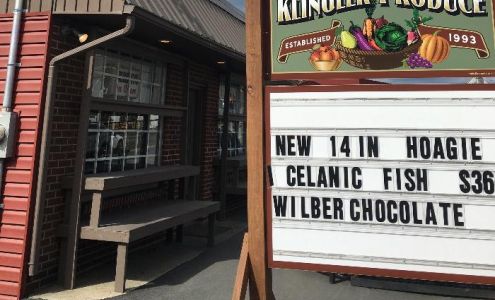 KLINGLER PRODUCE
ESTABLISHED 1993
NEW 14 IN HOAGIE
I CELANIC FISH $36
WILBER CHOCOLATE